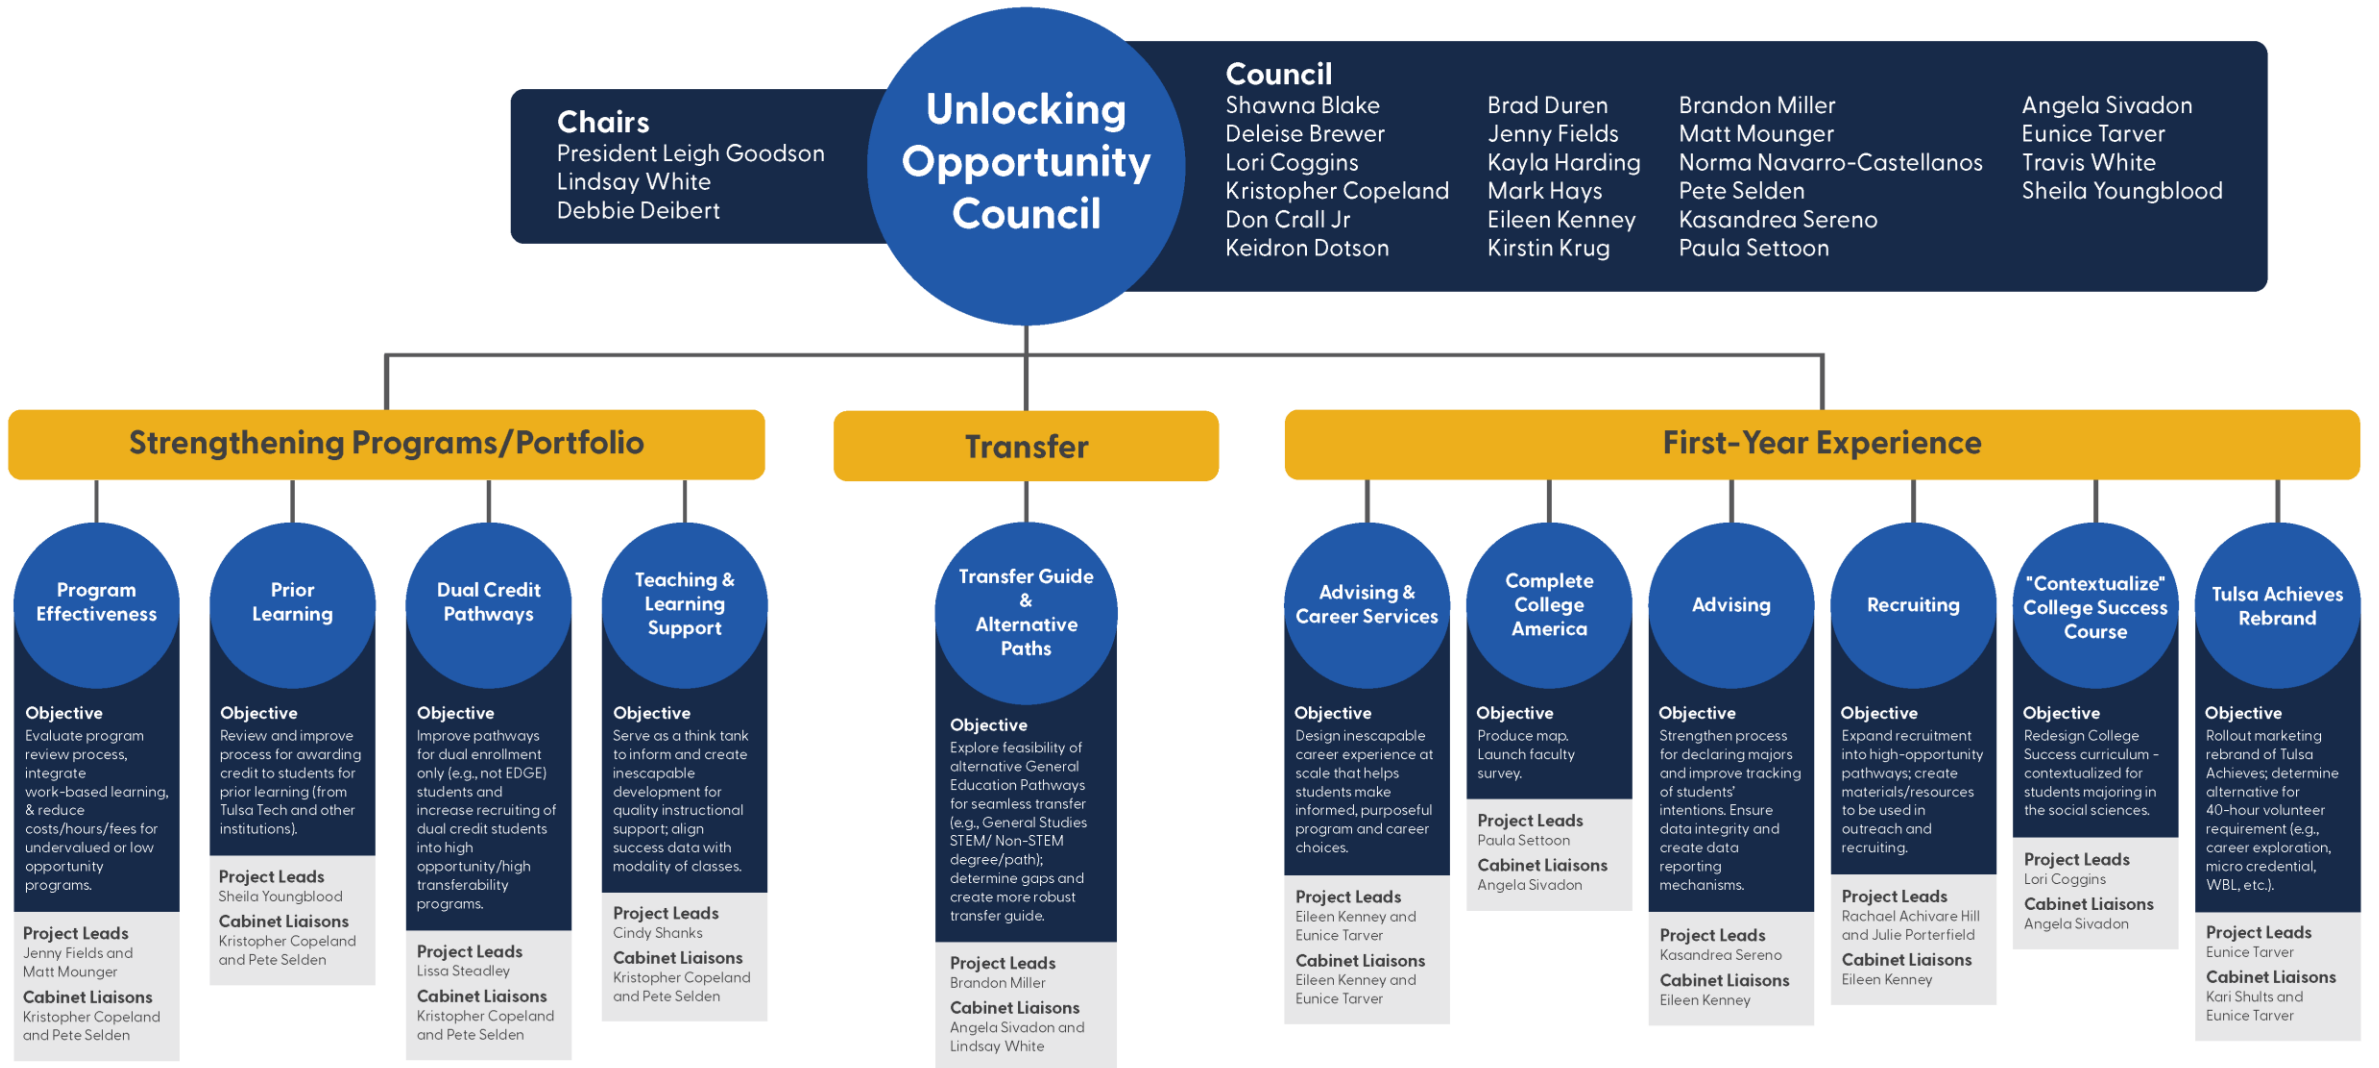 Unlocking
Opportunity
Council
Chairs
President Leigh Goodson
Lindsay White
Debbie Deibert
Council
Shawna Blake
Deleise Brewer
Lori Coggins
Kristopher Copeland
Don Crall Jr
Keidron Dotson
Brad Duren
Jenny Fields
Kayla Harding
Mark Hays
Eileen Kenney
Kirstin Krug
Brandon Miller
Matt Mounger
Norma Navarro-Castellanos
Pete Selden
Kasandrea Sereno
Paula Settoon
Angela Sivadon
Eunice Tarver
Travis White
Sheila Youngblood
Strengthening Programs/Portfolio
Program
Effectiveness
Objective
Evaluate program
review process,
integrate
work-based learning,
& reduce
costs/hours/fees for
undervalued or low
opportunity
programs.
Project Leads
Jenny Fields and
Matt Mounger
Cabinet Liaisons
Kristopher Copeland
and Pete Selden
Prior
Learning
Objective
Review and improve
process for awarding
credit to students for
prior learning (from
Tulsa Tech and other
institutions).
Project Leads
Sheila Youngblood
Cabinet Liaisons
Kristopher Copeland
and Pete Selden
Dual Credit
Pathways
Objective
Improve pathways
for dual enrollment
only (e.g., not EDGE)
students and
increase recruiting of
dual credit students
into high
opportunity/high
transferability
programs.
Project Leads
Lissa Steadley
Cabinet Liaisons
Kristopher Copeland
and Pete Selden
Teaching &
Learning
Support
Objective
Serve as a think tank
to inform and create
inescapable
development for
quality instructional
support; align
success data with
modality of classes.
Project Leads
Cindy Shanks
Cabinet Liaisons
Kristopher Copeland
and Pete Selden
Transfer
Transfer Guide
&
Alternative
Paths
Objective
Explore feasibility of
alternative General
Education Pathways
for seamless transfer
(e.g., General Studies
STEM/ Non-STEM
degree/path);
determine gaps and
create more robust
transfer guide.
Project Leads
Brandon Miller
Cabinet Liaisons
Angela Sivadon and
Lindsay White
First-Year Experience
Advising &
Career Services
Objective
Design inescapable
career experience at
scale that helps
students make
informed, purposeful
program and career
choices.
Project Leads
Eileen Kenney and
Eunice Tarver
Cabinet Liaisons
Eileen Kenney and
Eunice Tarver
Complete
College
America
Objective
Produce map.
Launch faculty
survey.
Project Leads
Paula Settoon
Cabinet Liaisons
Angela Sivadon
Advising
Objective
Strengthen process
for declaring majors
and improve tracking
of students'
intentions. Ensure
data integrity and
create data
reporting
mechanisms.
Project Leads
Kasandrea Sereno
Cabinet Liaisons
Eileen Kenney
Recruiting
Objective
Expand recruitment
into high-opportunity
pathways; create
materials/resources
to be used in
outreach and
recruiting.
Project Leads
Rachael Achivare Hill
and Julie Porterfield
Cabinet Liaisons
Eileen Kenney
"Contextualize"
College Success
Course
Objective
Redesign College
Success curriculum -
contextualized for
students majoring in
the social sciences.
Project Leads
Lori Coggins
Cabinet Liaisons
Angela Sivadon
Tulsa Achieves
Rebrand
Objective
Rollout marketing
rebrand of Tulsa
Achieves; determine
alternative for
40-hour volunteer
requirement (e.g.,
career exploration,
micro credential,
WBL, etc.).
Project Leads
Eunice Tarver
Cabinet Liaisons
Kari Shults and
Eunice Tarver